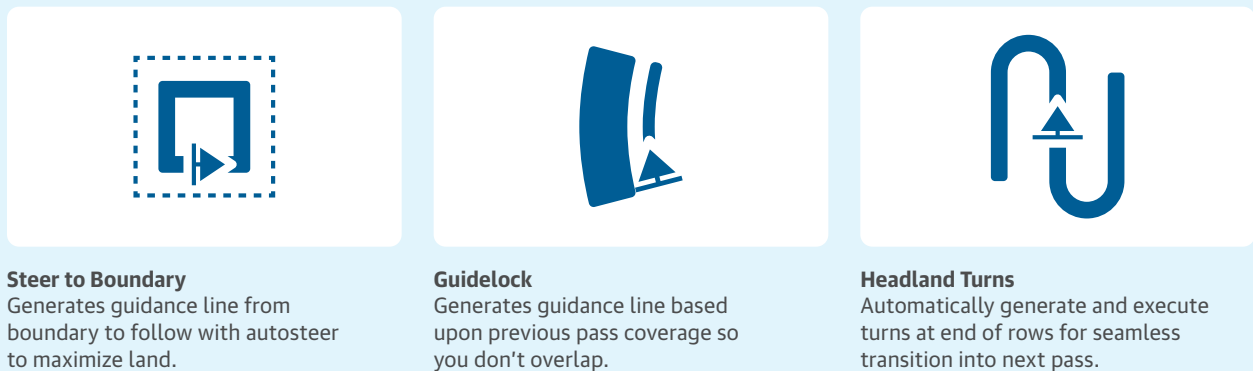 Steer to Boundary
Generates guidance line from
boundary to follow with autosteer
to maximize land.
Guidelock
Generates guidance line based
upon previous pass coverage so
you don't overlap.
Headland Turns
Automatically generate and execute
turns at end of rows for seamless
transition into next pass.